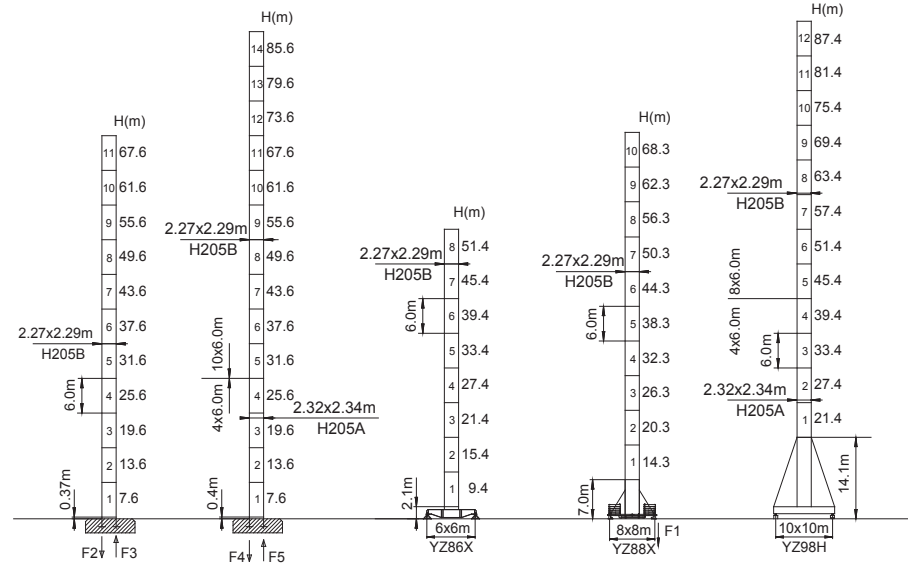 H(m)
11 67.6
10 61.6
9 55.6
8 49.6
7 43.6
6 37.6
5 31.6
4 25.6
3 19.6
2 13.6
1 7.6
2.27x2.29m
H205B
6.0m
0.37m
F2
F3
H(m)
14 85.6
13 79.6
12 73.6
11 67.6
10 61.6
9 55.6
8 49.6
7 43.6
6 37.6
5 31.6
4 25.6
3 19.6
2 13.6
1 7.6
2.27x2.29m
H205B
10x6.0m
4x6.0m
2.32x2.34m
H205A
0.4m
F4
F5
H(m)
8 51.4
7 45.4
6 39.4
5 33.4
4 27.4
3 21.4
2 15.4
1 9.4
2.27x2.29m
H205B
6.0m
2.1m
6x6m
YZ86X
H(m)
10 68.3
9 62.3
8 56.3
7 50.3
6 44.3
5 38.3
4 32.3
3 26.3
2 20.3
1 14.3
2.27x2.29m
H205B
6.0m
7.0m
8x8m
F1
YZ88X
H(m)
12 87.4
11 81.4
10 75.4
9 69.4
8 63.4
7 57.4
6 51.4
5 45.4
4 39.4
3 33.4
2 27.4
1 21.4
2.27x2.29m
H205B
8x6.0m
4x6.0m
6.0m
2.32x2.34m
H205A
14.1m
10x10m
YZ98H